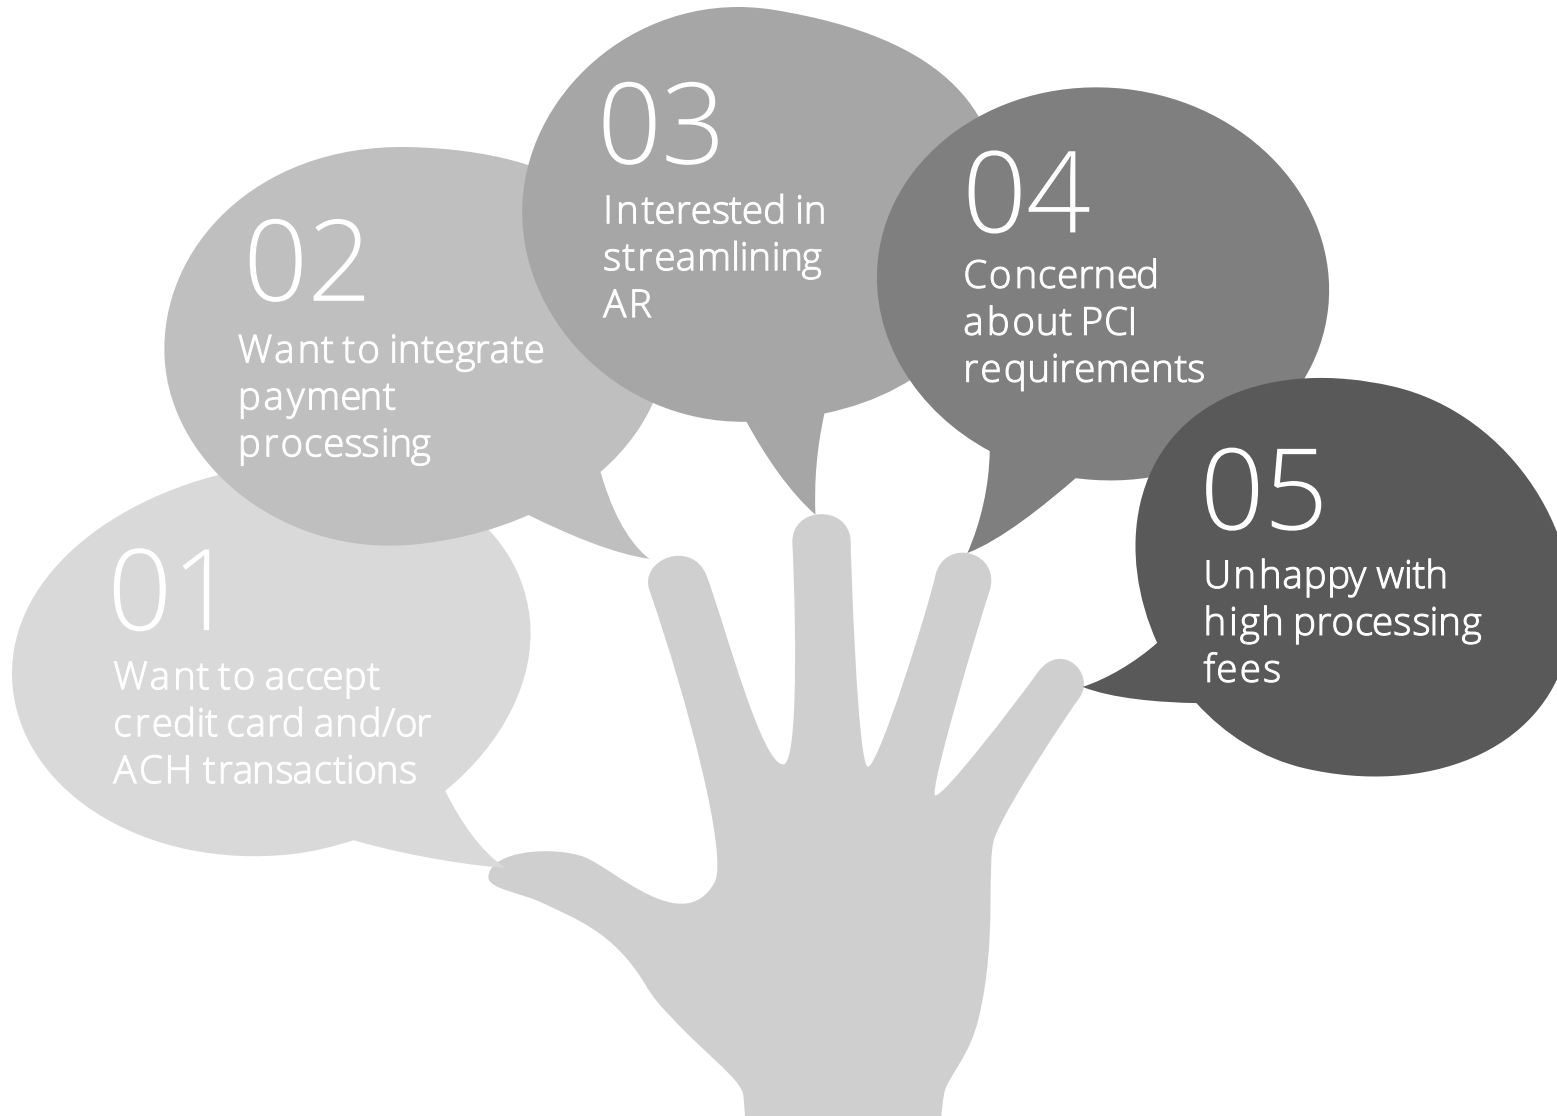 01
Want to accept
credit card and/or
ACH transactions
02
Want to integrate
payment
processing
03
Interested in
streamlining
AR
04
Concerned
about PCI
requirements
05
Unhappy with
high processing
fees